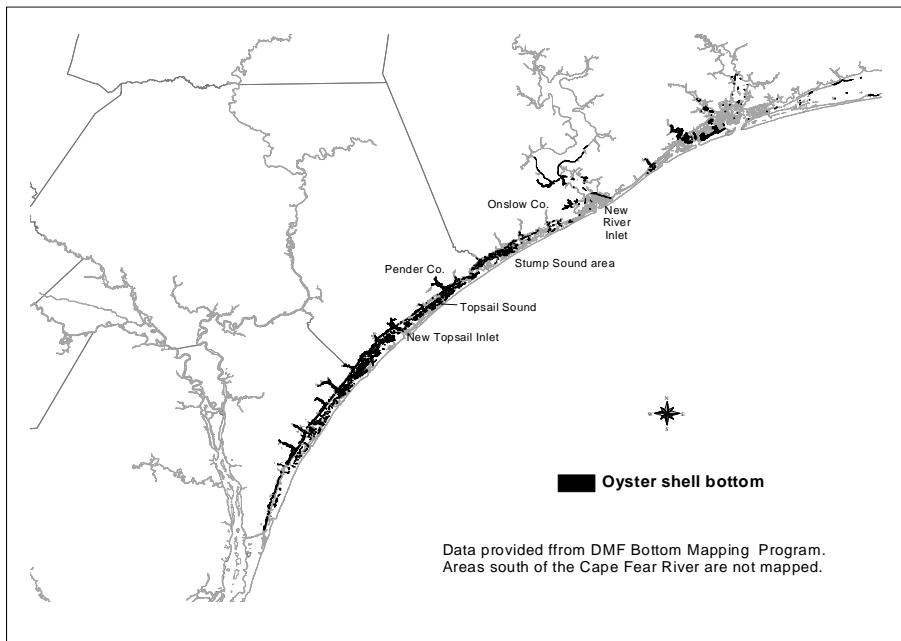 Onslow Co.
New
River
Inlet
Stump Sound area
Pender Co.
Topsail Sound
New Topsail Inlet
N
W E
S
Oyster shell bottom
Data provided ffrom DMF Bottom Mapping Program.
Areas south of the Cape Fear River are not mapped.